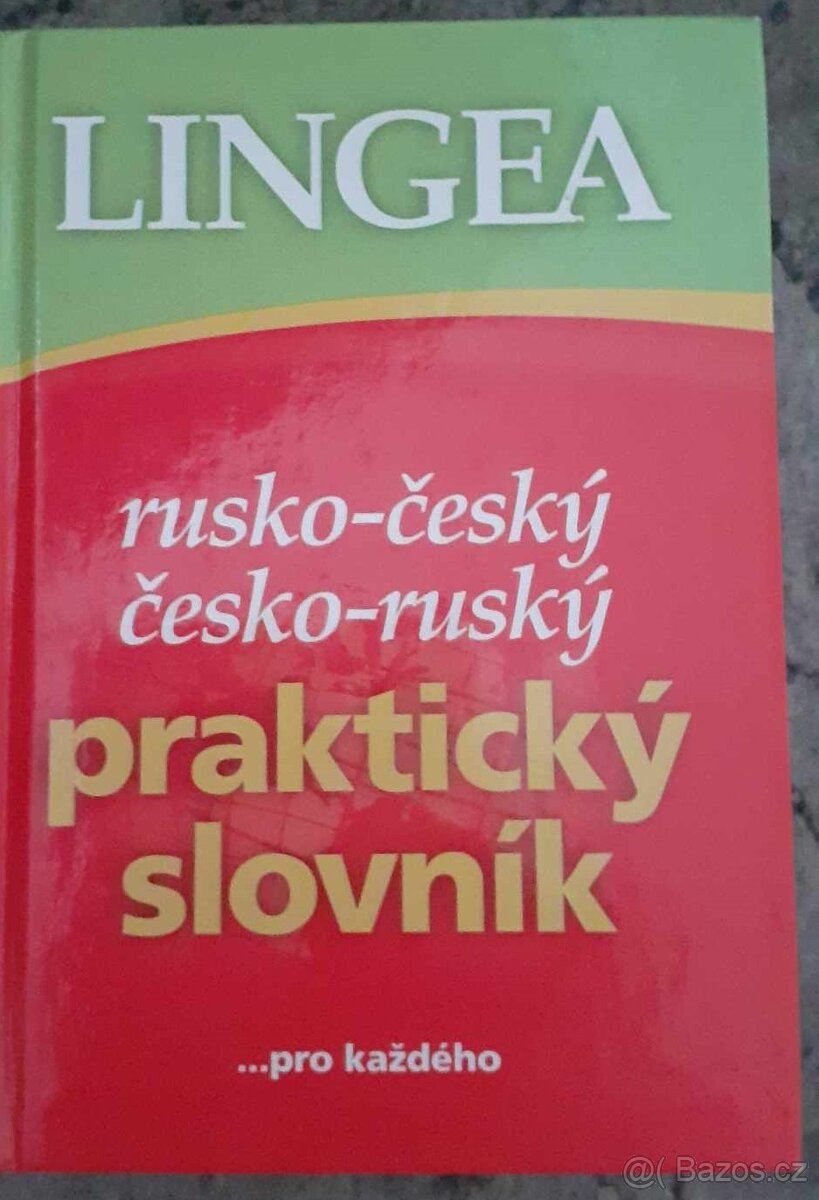 LINGEA
rusko-český
česko-ruský
praktický
slovník
...pro každého
@( Bazos.cz